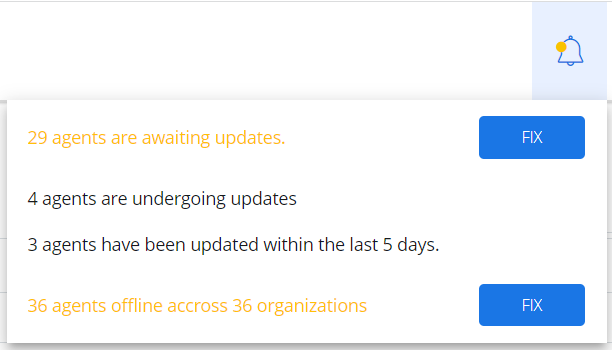 29 agents are awaiting updates.
FIX
4 agents are undergoing updates
3 agents have been updated within the last 5 days.
36 agents offline accross 36 organizations
FIX